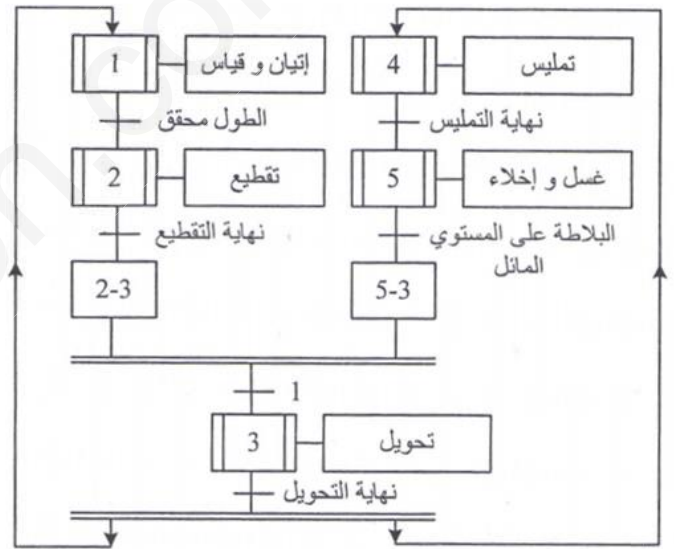 1
إتيان و قياس
4
تمليس
الطول محقق
نهاية التمليس
2
تقطيع
5
غسل و إخلاء
نهاية التقطيع
البلاطة على المستوي
المائل
2-3
5-3
1
3
تحويل
نهاية التحويل